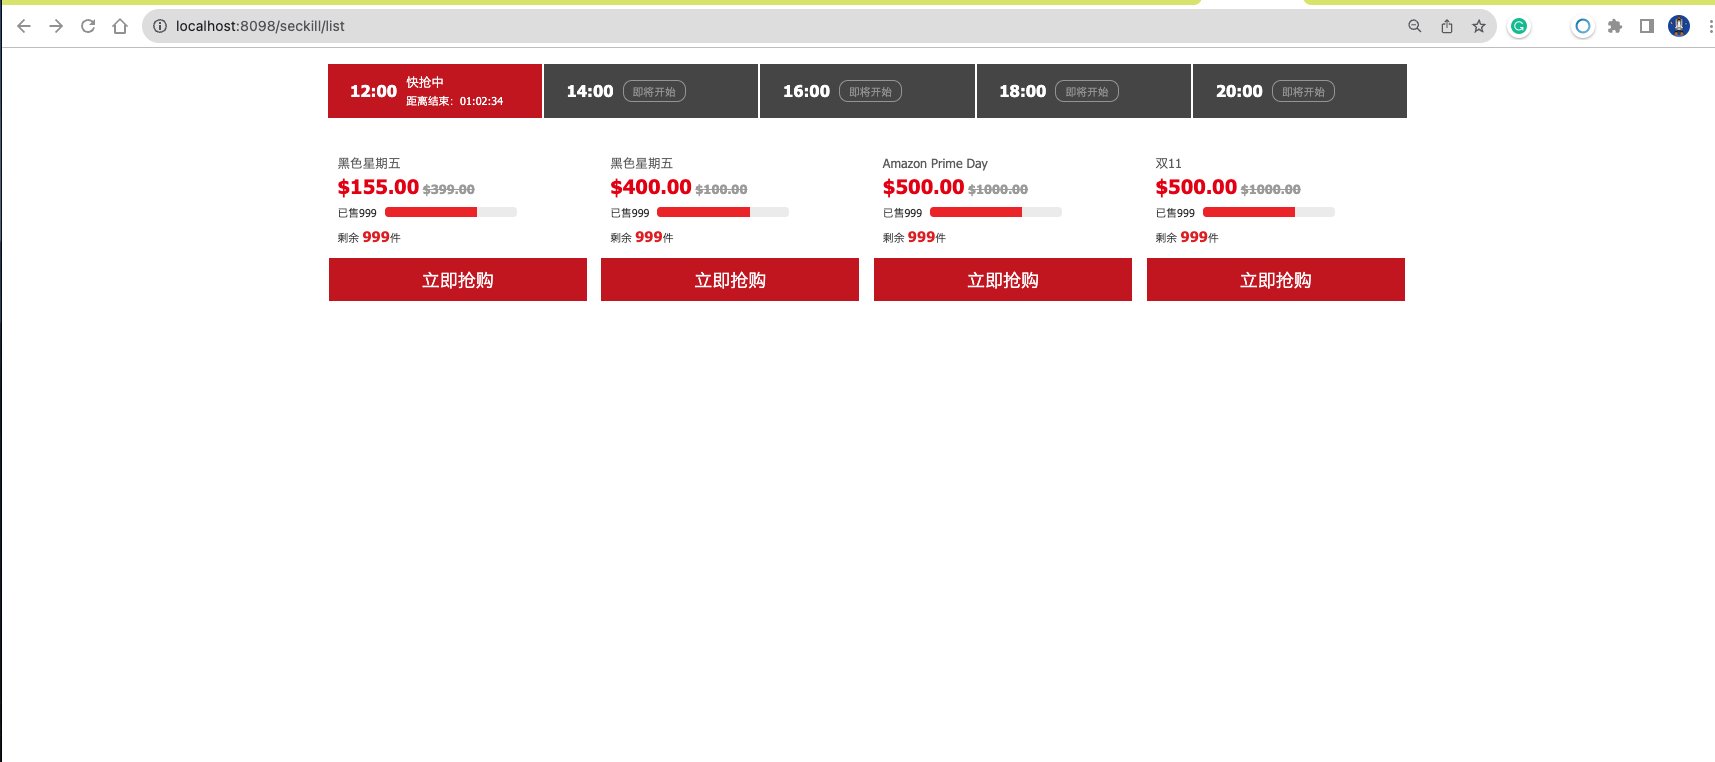 localhost:8098/seckill/list
12:00 快抢中
距离结束：01:02:34
14:00 即将开始
16:00 即将开始
18:00 即将开始
20:00 即将开始
黑色星期五
$155.00 $399.00
已售999
剩余 999件
立即抢购
黑色星期五
$400.00 $100.00
已售999
剩余 999件
立即抢购
Amazon Prime Day
$500.00 $1000.00
已售999
剩余 999件
立即抢购
双11
$500.00 $1000.00
已售999
剩余 999件
立即抢购